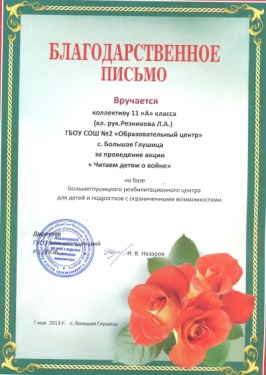 БЛАГОДАРСТВЕННОЕ
ПИСЬМО
Вручается
коллективу 11 «А» класса
(кл. рук.Резникова Л.А.)
ГБОУ СОШ №2 «Образовательный центр»
с. Большая Глушица
за проведение акции
« Читаем детям о войне»
на базе
Большеглушицкого реабилитационного центра
для детей и подростков с ограниченными возможностями.
Директор
Н. В. Назаров
7 мая 2013 г. с. Большая Глушица